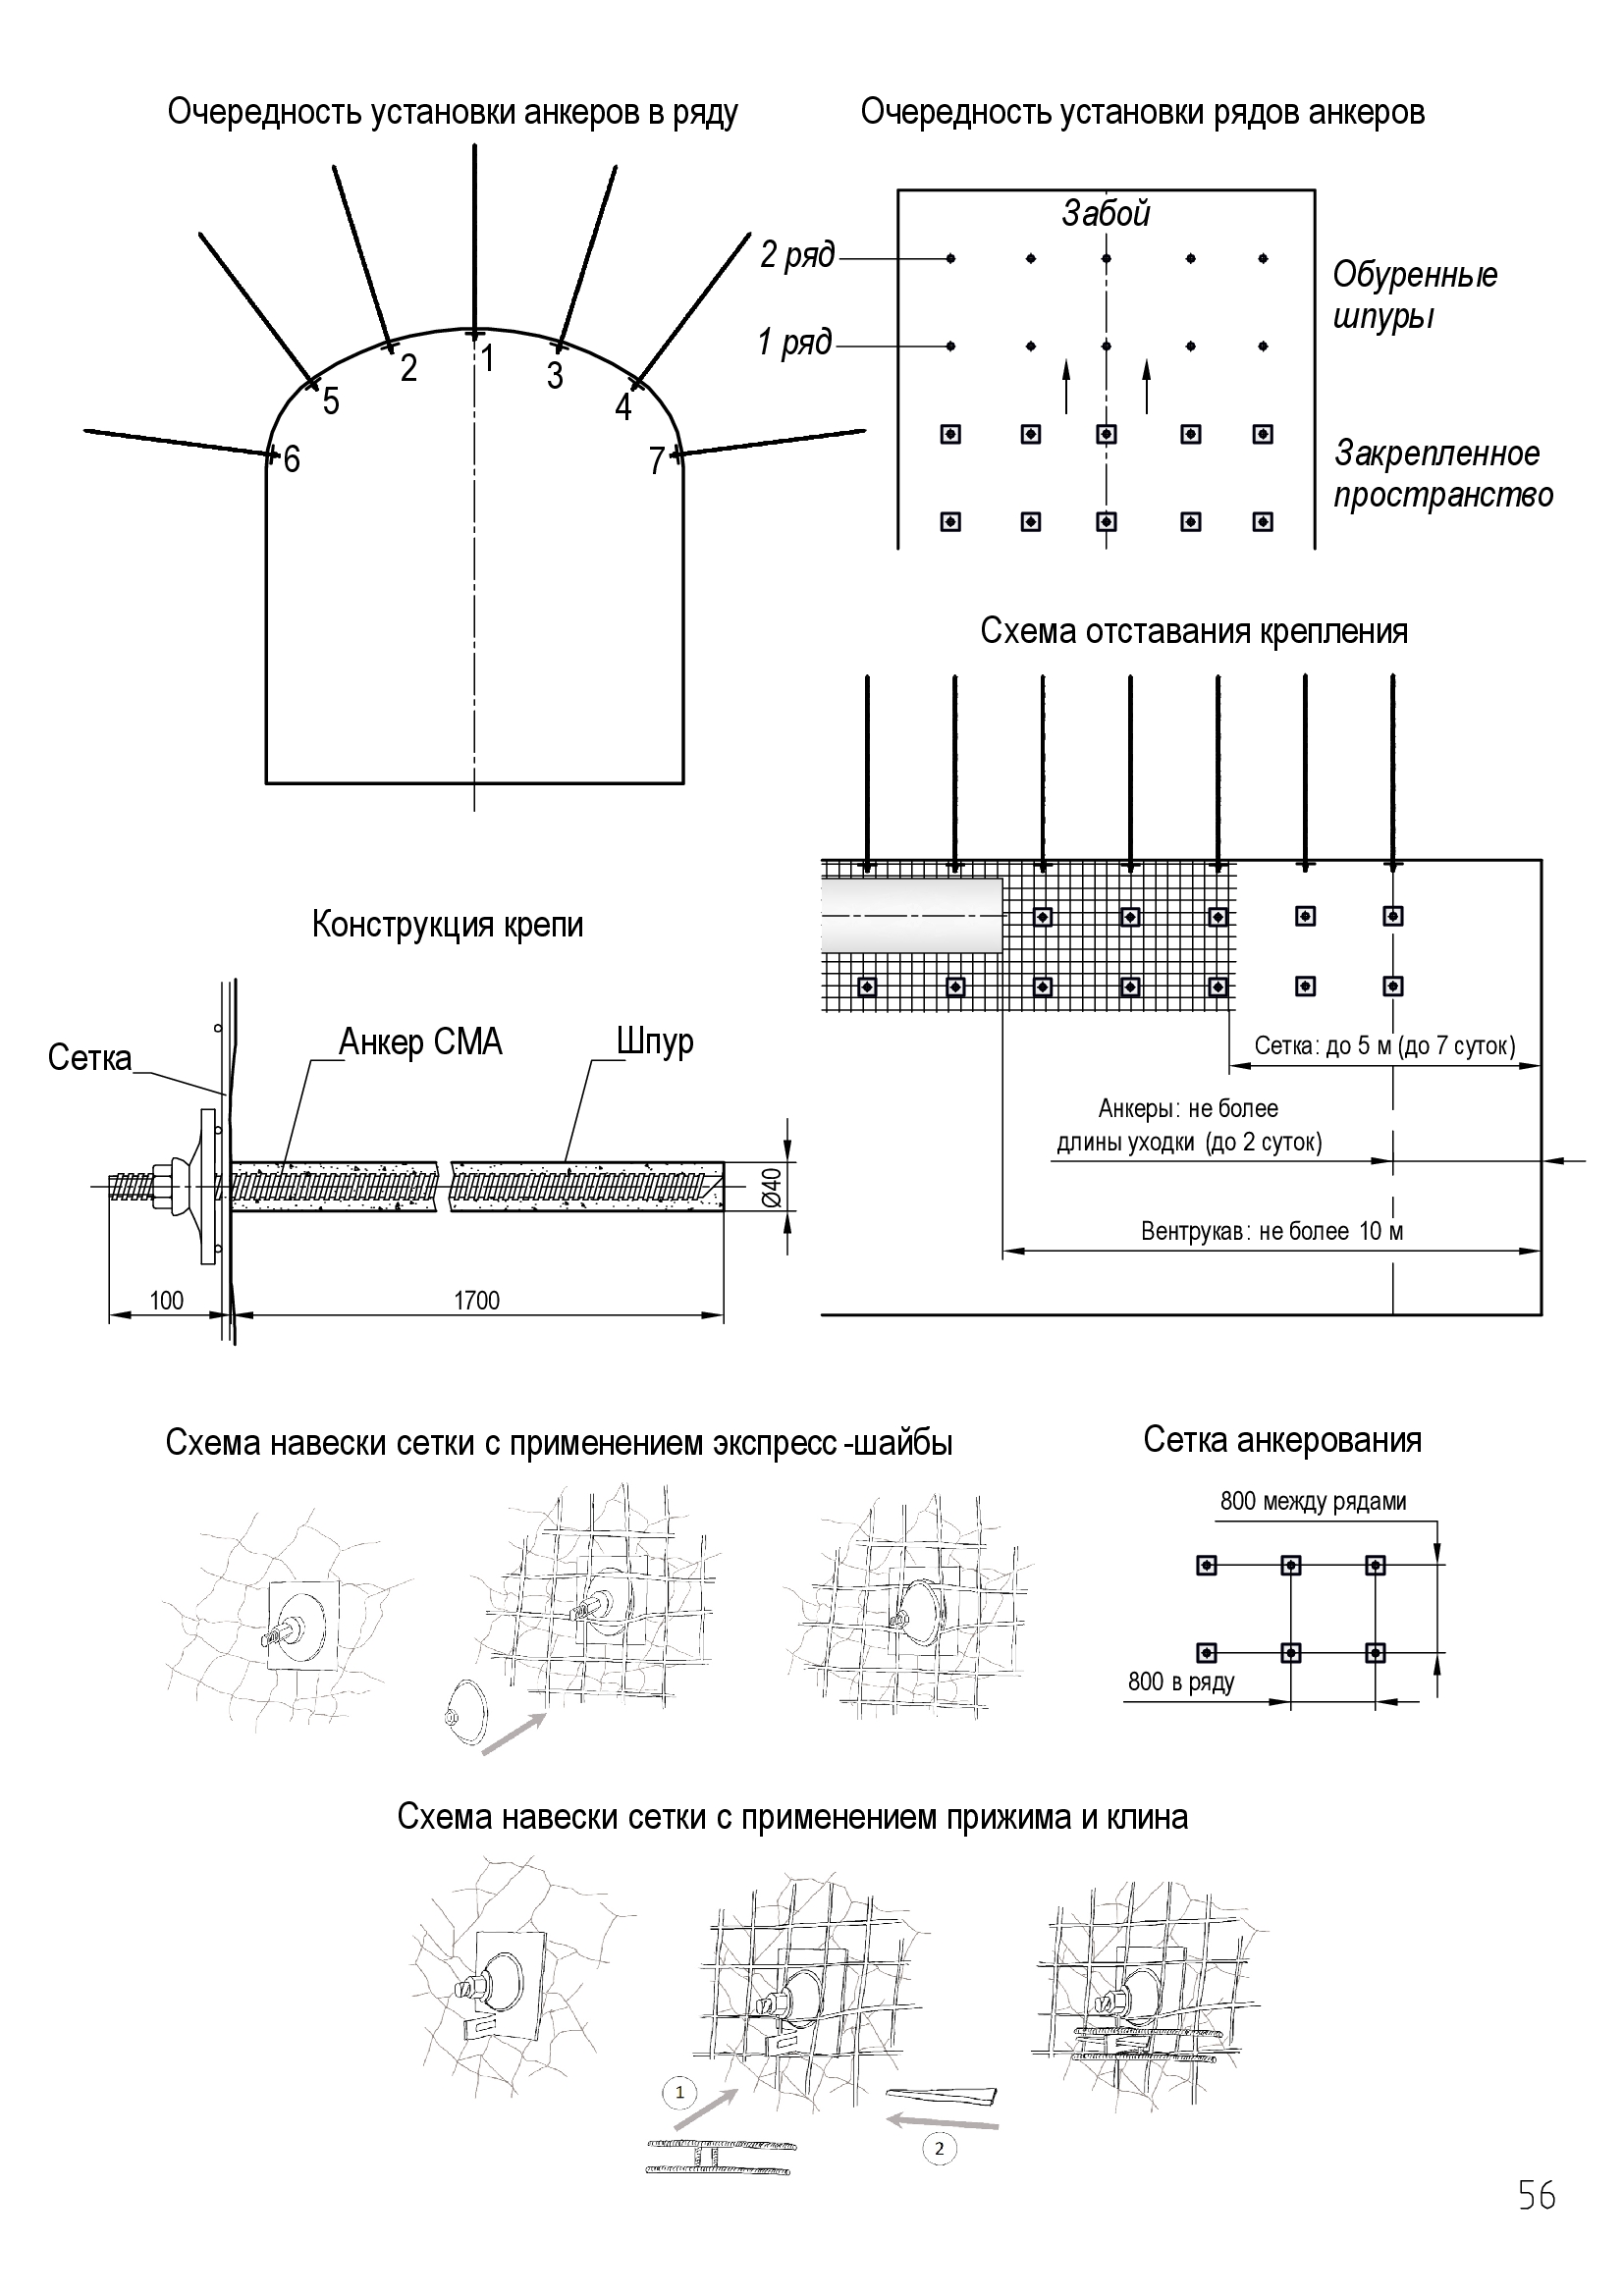 Очередность установки анкеров в ряду
1
2
3
5
4
6
7
Очередность установки рядов анкеров
Забой
2 ряд
Обуренные
шпуры
1 ряд
Закрепленное
пространство
Схема отставания крепления
Сетка: до 5 м (до 7 суток)
Анкеры: не более
длины уходки (до 2 суток)
Вентрукав: не более 10 м
Конструкция крепи
Сетка
Анкер СМА
Шпур
Ø40
100
1700
Схема навески сетки с применением экспресс-шайбы
Сетка анкерования
800 между рядами
800 в ряду
Схема навески сетки с применением прижима и клина
1
2
56